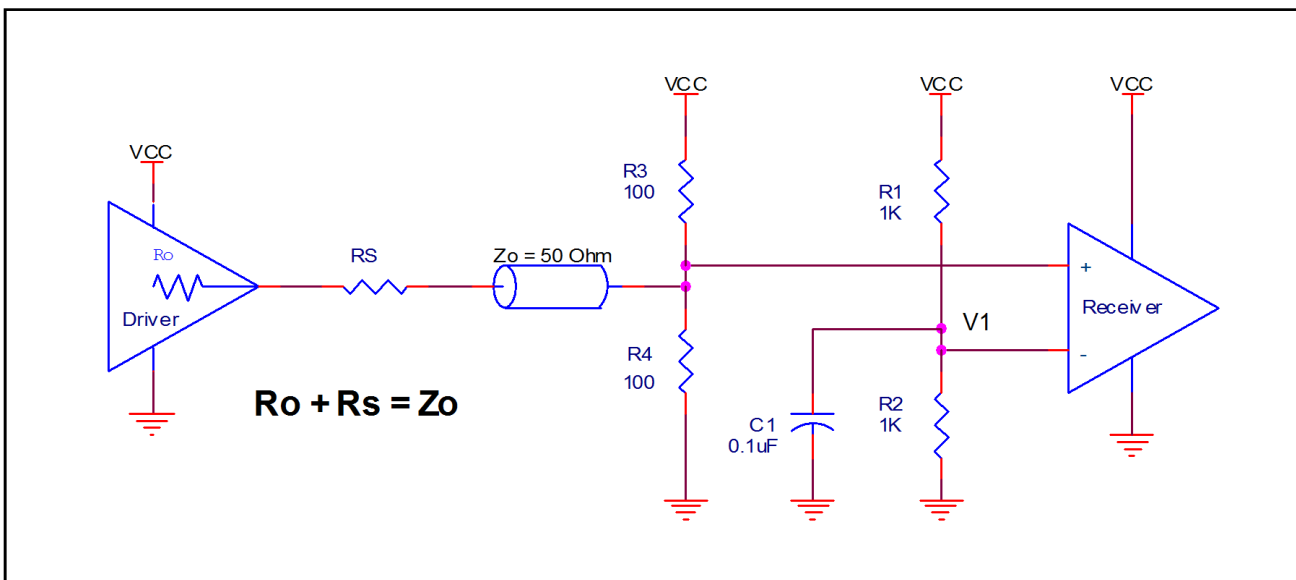 VCC
Ro
Driver
RS
Zo = 50 Ohm
Ro + Rs = Zo
VCC
R3
100
R4
100
VCC
R1
1K
V1
C1
0.1uF
R2
1K
VCC
+
Receiver
-